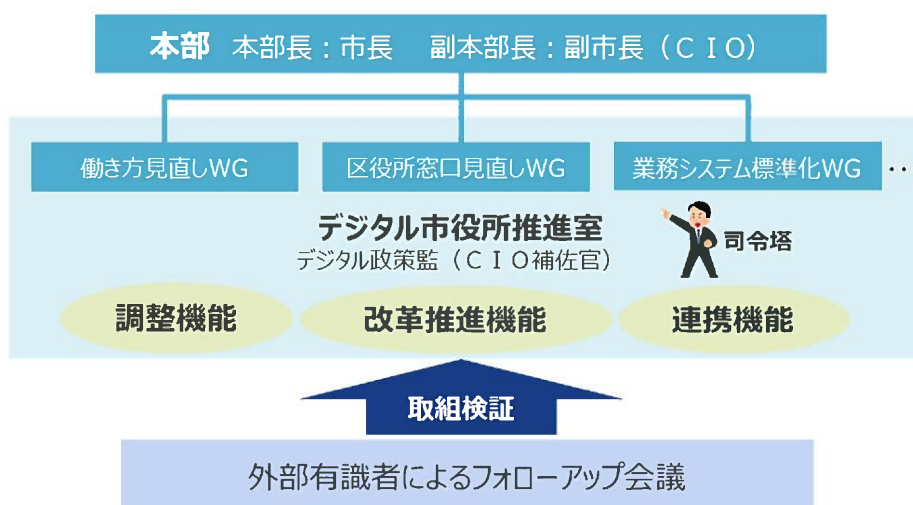 本部 本部長：市長 副本部長：副市長（ＣＩＯ）
働き方見直しWG
区役所窓口見直しWG
業務システム標準化WG
‥
デジタル市役所推進室
デジタル政策監（ＣＩＯ補佐官）
司令塔
調整機能
改革推進機能
連携機能
取組検証
外部有識者によるフォローアップ会議